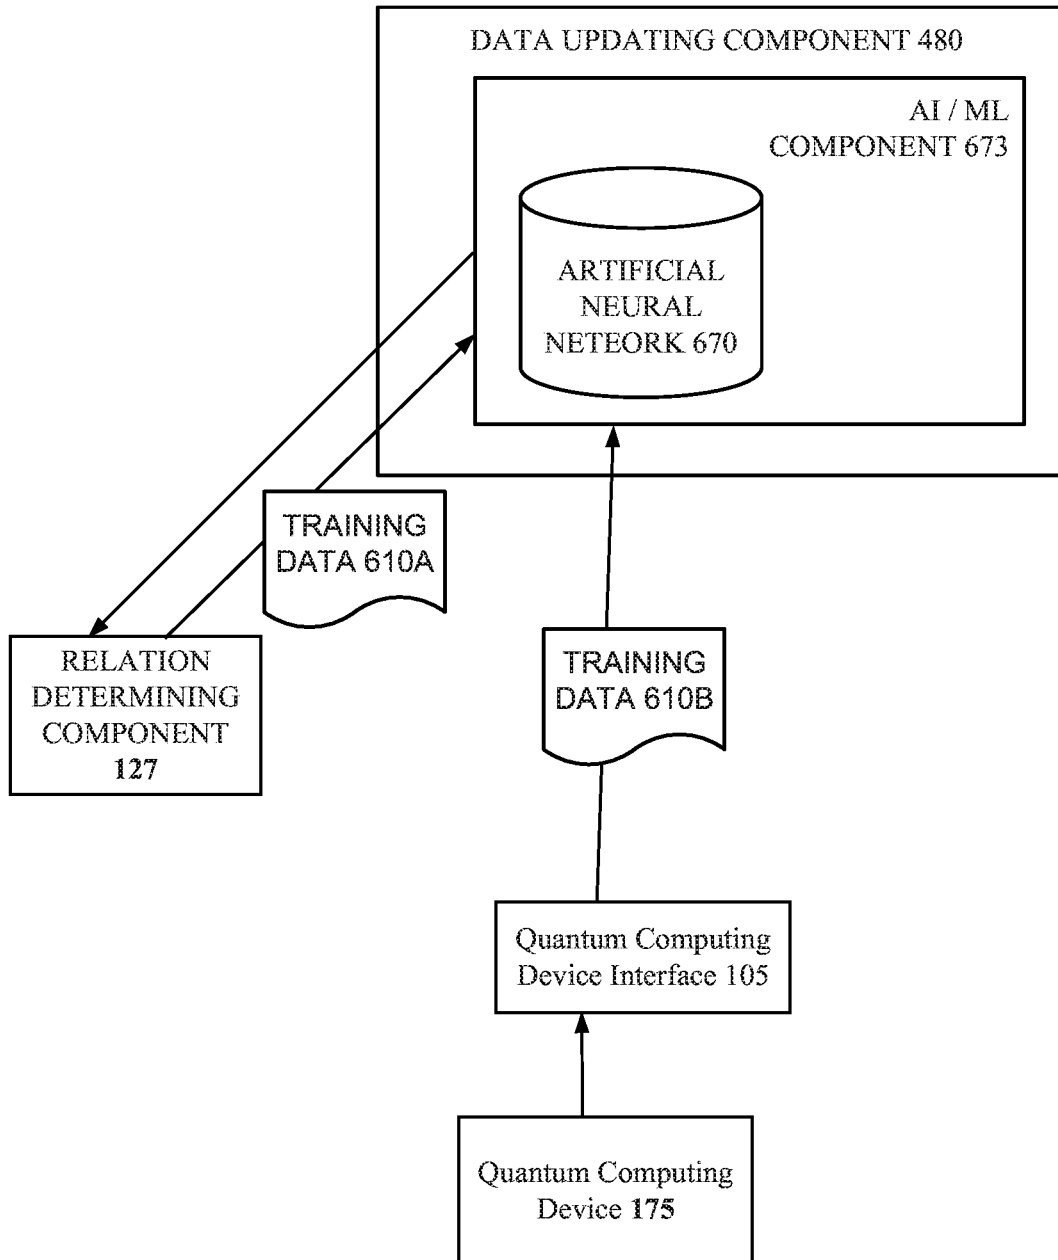 DATA UPDATING COMPONENT 480
AI / ML
COMPONENT 673
ARTIFICIAL
NEURAL
NETEORK 670
TRAINING
DATA 610A
RELATION
DETERMINING
COMPONENT
127
TRAINING
DATA 610B
Quantum Computing
Device Interface 105
Quantum Computing
Device 175